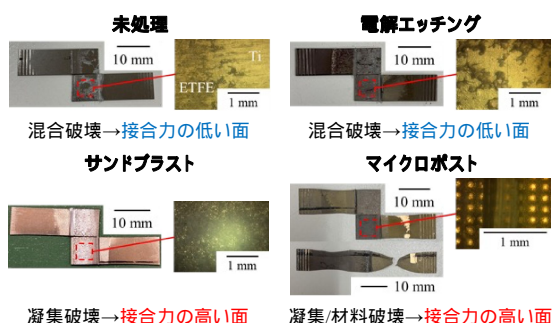 未処理
電解エッチング
10 mm
Ti
ETFE
1 mm
10 mm
1 mm
混合破壊→接合力の低い面
混合破壊→接合力の低い面
サンドブラスト
マイクロポスト
10 mm
1 mm
10 mm
1 mm
10 mm
凝集破壊→接合力の高い面
凝集/材料破壊→接合力の高い面